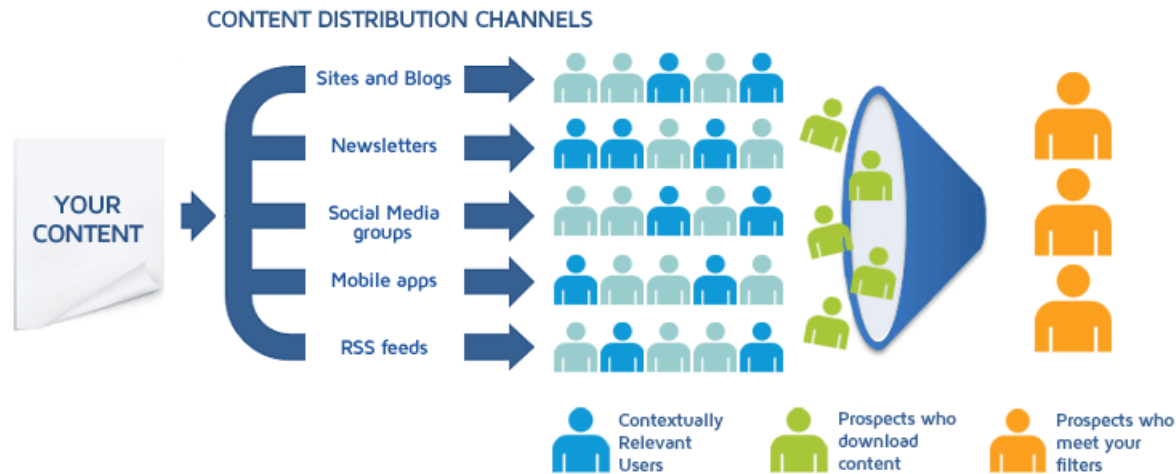 CONTENT DISTRIBUTION CHANNELS
YOUR
CONTENT
Sites and Blogs
Newsletters
Social Media
groups
Mobile apps
RSS feeds
Contextually
Relevant
Users
Prospects who
download
content
Prospects who
meet your
filters